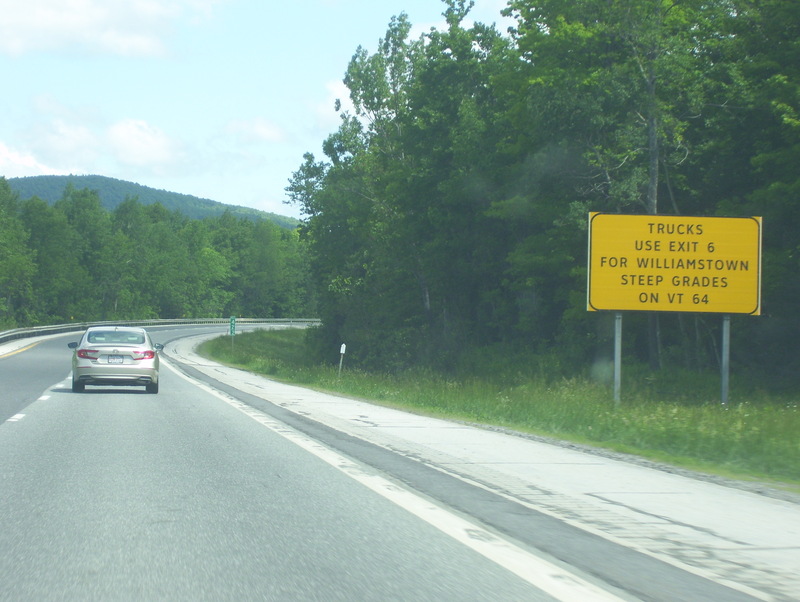 TRUCKS
USE EXIT 6
FOR WILLIAMSTOWN
STEEP GRADES
ON VT 64